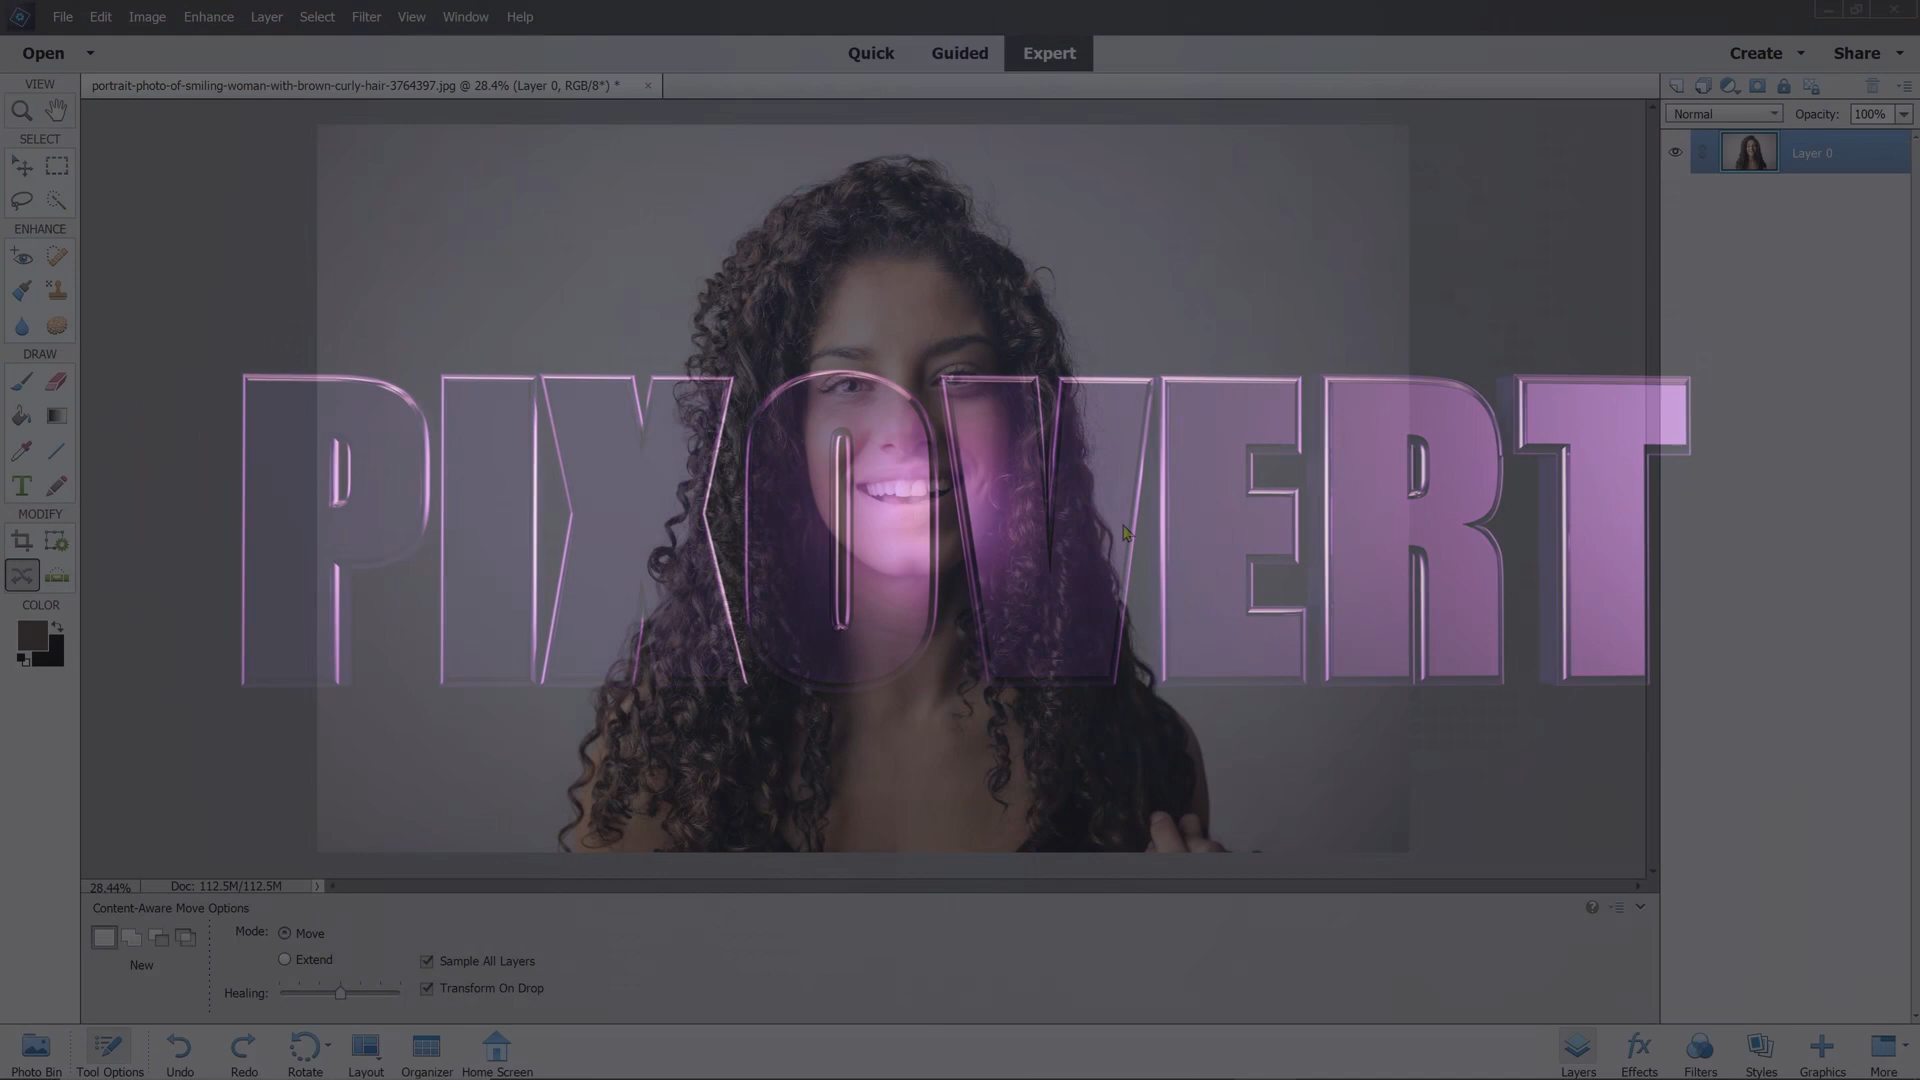 File Edit Image Enhance Layer Select Filter View Window Help
Open Quick Guided Expert Create Share
VIEW
portrait-photo-of-smiling-woman-with-brown-curly-hair-3764397.jpg @ 28.4% (Layer 0, RGB/8*) *
Normal Opacity: 100%
SELECT
Layer 0
ENHANCE
DRAW
PIXOVERT
MODIFY
COLOR
28.44% Doc: 112.5M/112.5M
Content-Aware Move Options
Mode: Move
New Extend Sample All Layers
Healing: Transform On Drop
Photo Bin Tool Options Undo Redo Rotate Layout Organizer Home Screen Layers Effects Filters Styles Graphics More